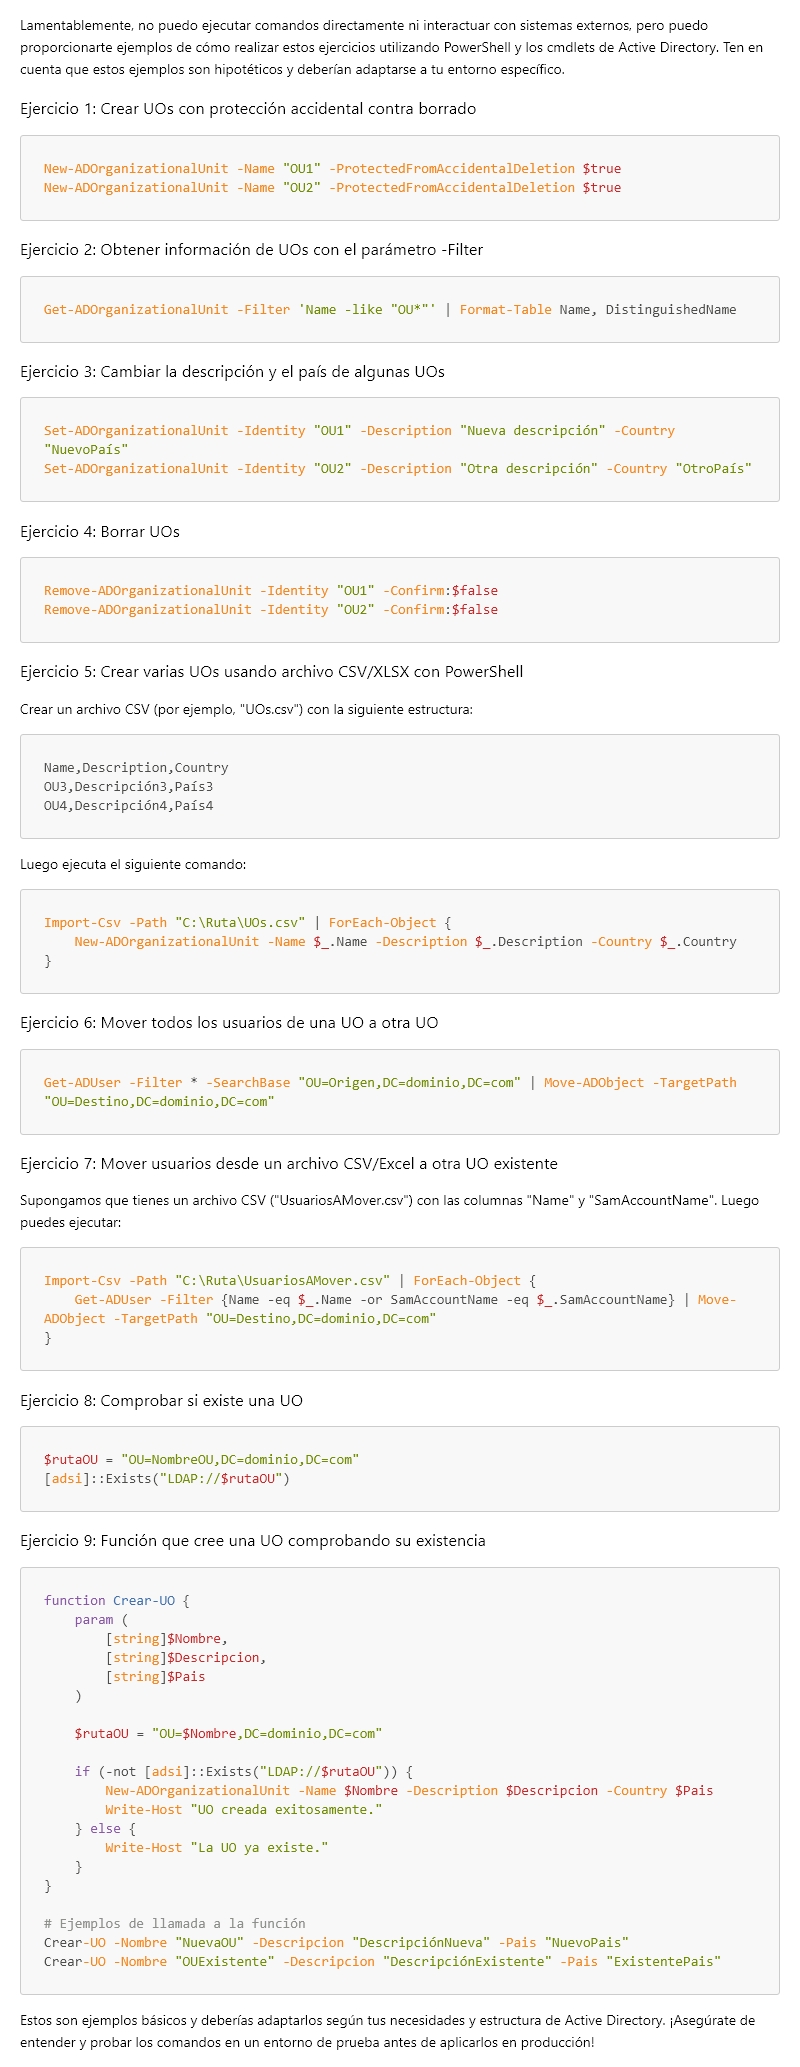 Lamentablemente, no puedo ejecutar comandos directamente ni interactuar con sistemas externos, pero puedo
proporcionarte ejemplos de cómo realizar estos ejercicios utilizando PowerShell y los cmdlets de Active Directory. Ten en
cuenta que estos ejemplos son hipotéticos y deberían adaptarse a tu entorno específico.
Ejercicio 1: Crear UOs con protección accidental contra borrado
New-ADOrganizationalUnit -Name "OU1" -ProtectedFromAccidentalDeletion $true
New-ADOrganizationalUnit -Name "OU2" -ProtectedFromAccidentalDeletion $true
Ejercicio 2: Obtener información de UOs con el parámetro -Filter
Get-ADOrganizationalUnit -Filter 'Name -like "OU*"' | Format-Table Name, DistinguishedName
Ejercicio 3: Cambiar la descripción y el país de algunas UOs
Set-ADOrganizationalUnit -Identity "OU1" -Description "Nueva descripción" -Country
"NuevoPaís"
Set-ADOrganizationalUnit -Identity "OU2" -Description "Otra descripción" -Country "OtroPaís"
Ejercicio 4: Borrar UOs
Remove-ADOrganizationalUnit -Identity "OU1" -Confirm:$false
Remove-ADOrganizationalUnit -Identity "OU2" -Confirm:$false
Ejercicio 5: Crear varias UOs usando archivo CSV/XLSX con PowerShell
Crear un archivo CSV (por ejemplo, "UOs.csv") con la siguiente estructura:
Name,Description,Country
OU3,Descripción3,País3
OU4,Descripción4,País4
Luego ejecuta el siguiente comando:
Import-Csv -Path "C:\Ruta\UOs.csv" | ForEach-Object {
    New-ADOrganizationalUnit -Name $_.Name -Description $_.Description -Country $_.Country
}
Ejercicio 6: Mover todos los usuarios de una UO a otra UO
Get-ADUser -Filter * -SearchBase "OU=Origen,DC=dominio,DC=com" | Move-ADObject -TargetPath
"OU=Destino,DC=dominio,DC=com"
Ejercicio 7: Mover usuarios desde un archivo CSV/Excel a otra UO existente
Supongamos que tienes un archivo CSV ("UsuariosAMover.csv") con las columnas "Name" y "SamAccountName". Luego
puedes ejecutar:
Import-Csv -Path "C:\Ruta\UsuariosAMover.csv" | ForEach-Object {
    Get-ADUser -Filter {Name -eq $_.Name -or SamAccountName -eq $_.SamAccountName} | Move-
ADObject -TargetPath "OU=Destino,DC=dominio,DC=com"
}
Ejercicio 8: Comprobar si existe una UO
$rutaOU = "OU=NombreOU,DC=dominio,DC=com"
[adsi]::Exists("LDAP://$rutaOU")
Ejercicio 9: Función que cree una UO comprobando su existencia
function Crear-UO {
    param (
        [string]$Nombre,
        [string]$Descripcion,
        [string]$Pais
    )
    $rutaOU = "OU=$Nombre,DC=dominio,DC=com"
    if (-not [adsi]::Exists("LDAP://$rutaOU")) {
        New-ADOrganizationalUnit -Name $Nombre -Description $Descripcion -Country $Pais
        Write-Host "UO creada exitosamente."
    } else {
        Write-Host "La UO ya existe."
    }
}
# Ejemplos de llamada a la función
Crear-UO -Nombre "NuevaOU" -Descripcion "DescripciónNueva" -Pais "NuevoPais"
Crear-UO -Nombre "OUExistente" -Descripcion "DescripciónExistente" -Pais "ExistentePais"
Estos son ejemplos básicos y deberías adaptarlos según tus necesidades y estructura de Active Directory. ¡Asegúrate de
entender y probar los comandos en un entorno de prueba antes de aplicarlos en producción!